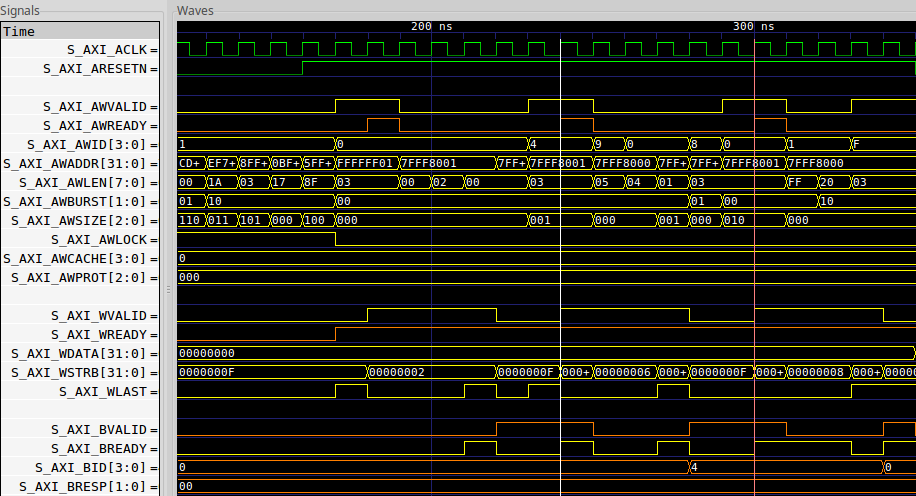 Signals
Waves
Time
200 ns
300 ns
S_AXI_ACLK =
S_AXI_ARESETN =
S_AXI_AWVALID =
S_AXI_AWREADY =
S_AXI_AWID[3:0] = 1 0 4 9 0 8 0 1 F
S_AXI_AWADDR[31:0] = CD+ EF7+ 8FF+ 0BF+ 5FF+ FFFFFF01 7FFF8001 7FF+ 7FFF8001 7FFF8000 7FF+ 7FF+ 7FFF8001 7FFF8000
S_AXI_AWLEN[7:0] = 00 1A 03 17 8F 03 00 02 00 03 05 04 01 03 FF 20 03
S_AXI_AWBURST[1:0] = 01 10 00 01 00 10
S_AXI_AWSIZE[2:0] = 110 011 101 000 100 000 001 000 001 000 010 000
S_AXI_AWLOCK =
S_AXI_AWCACHE[3:0] = 0
S_AXI_AWPROT[2:0] = 000
S_AXI_WVALID =
S_AXI_WREADY =
S_AXI_WDATA[31:0] = 00000000
S_AXI_WSTRB[31:0] = 0000000F 00000002 0000000F 000+ 00000006 000+ 0000000F 000+ 00000008 000+ 0000
S_AXI_WLAST =
S_AXI_BVALID =
S_AXI_BREADY =
S_AXI_BID[3:0] = 0 4 0
S_AXI_BRESP[1:0] = 00